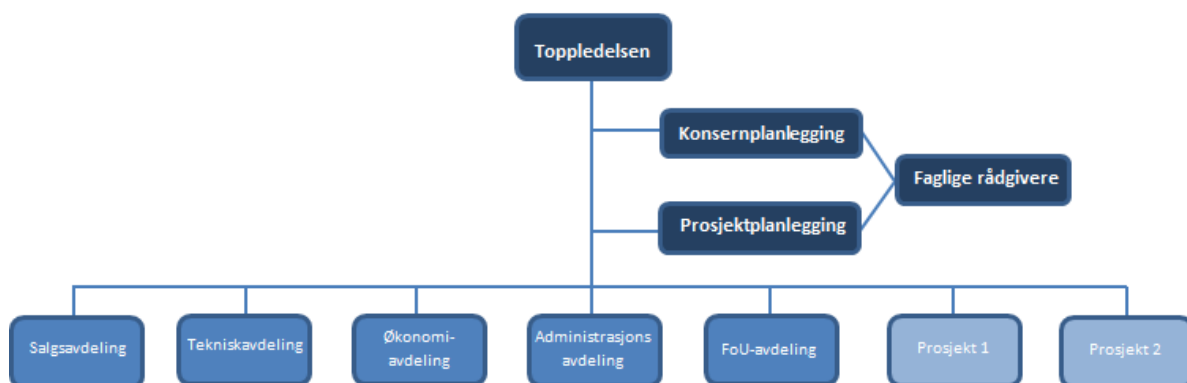 Toppledelsen
Konsernplanlegging
Faglige rådgivere
Prosjektplanlegging
Salgsavdeling
Tekniskavdeling
Økonomi-
avdeling
Administrasjons
avdeling
FoU-avdeling
Prosjekt 1
Prosjekt 2